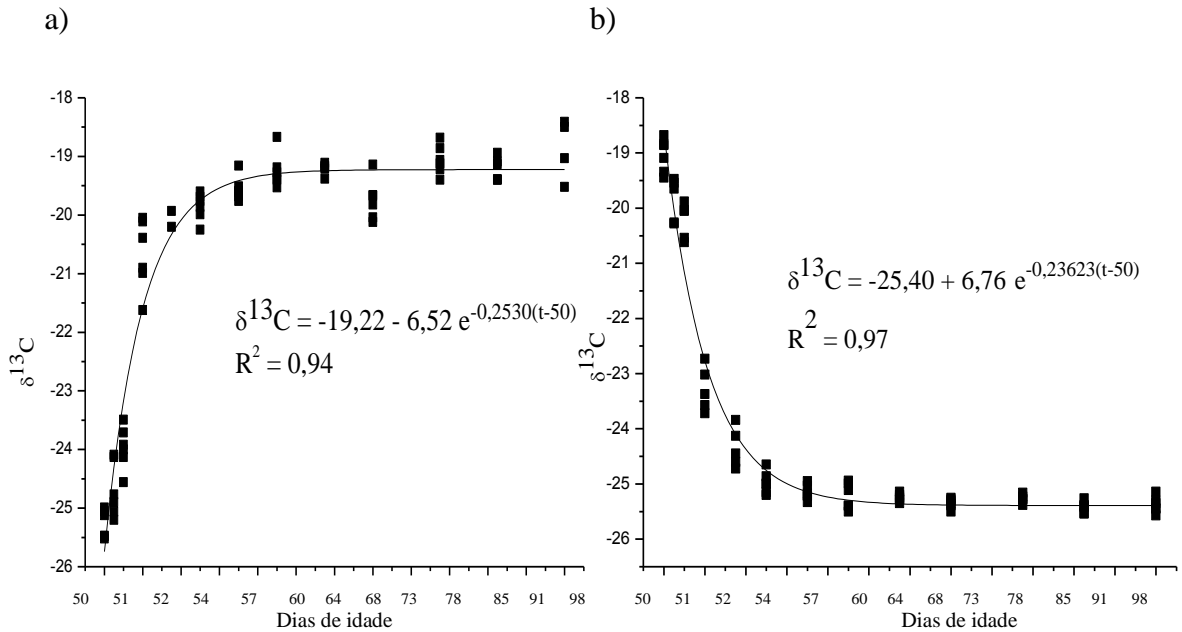 a)
-18
-19
-20
-21
-22
-23
-24
-25
-26
δ13C
δ13C = -19,22 - 6,52 e-0,2530(t-50)
R2 = 0,94
50 51 52 54 56 60 64 68 73 78 85 91 98
Dias de idade
b)
-18
-19
-20
-21
-22
-23
-24
-25
-26
δ13C
δ13C = -25,40 + 6,76 e-0,23623(t-50)
R2 = 0,97
50 51 52 54 57 60 64 68 73 78 85 91 98
Dias de idade